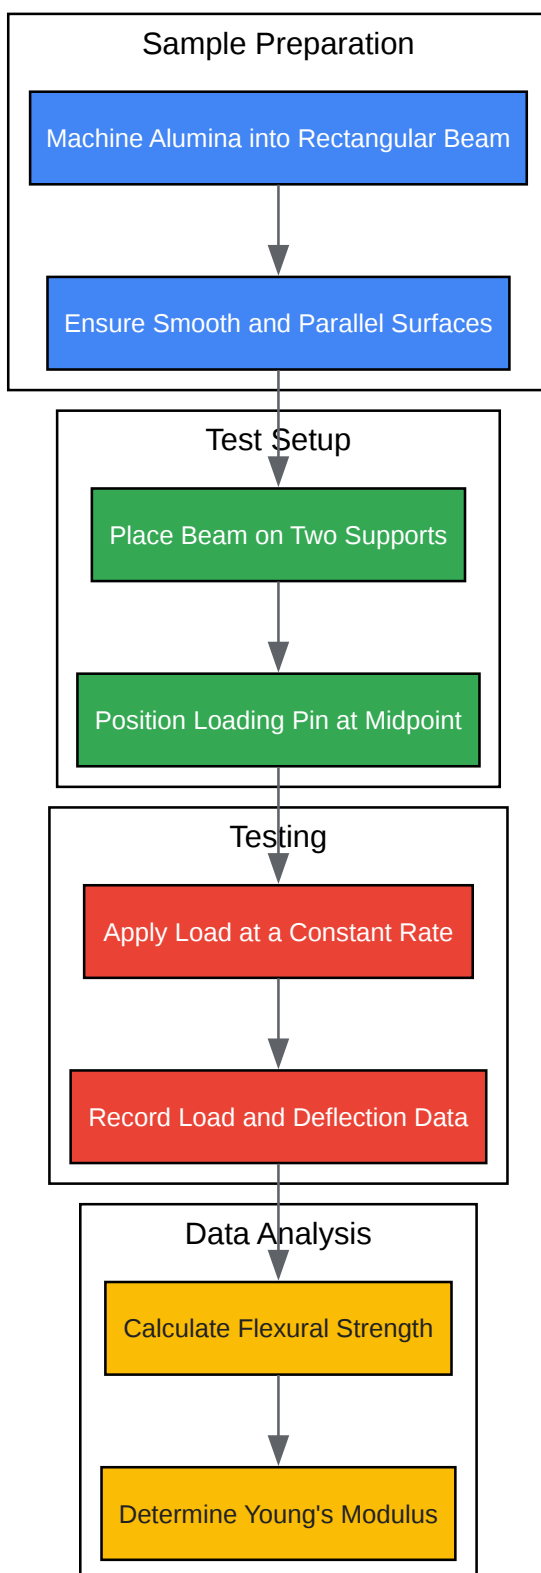 Sample Preparation
Machine Alumina into Rectangular Beam
Ensure Smooth and Parallel Surfaces
Test Setup
Place Beam on Two Supports
Position Loading Pin at Midpoint
Testing
Apply Load at a Constant Rate
Record Load and Deflection Data
Data Analysis
Calculate Flexural Strength
Determine Young's Modulus